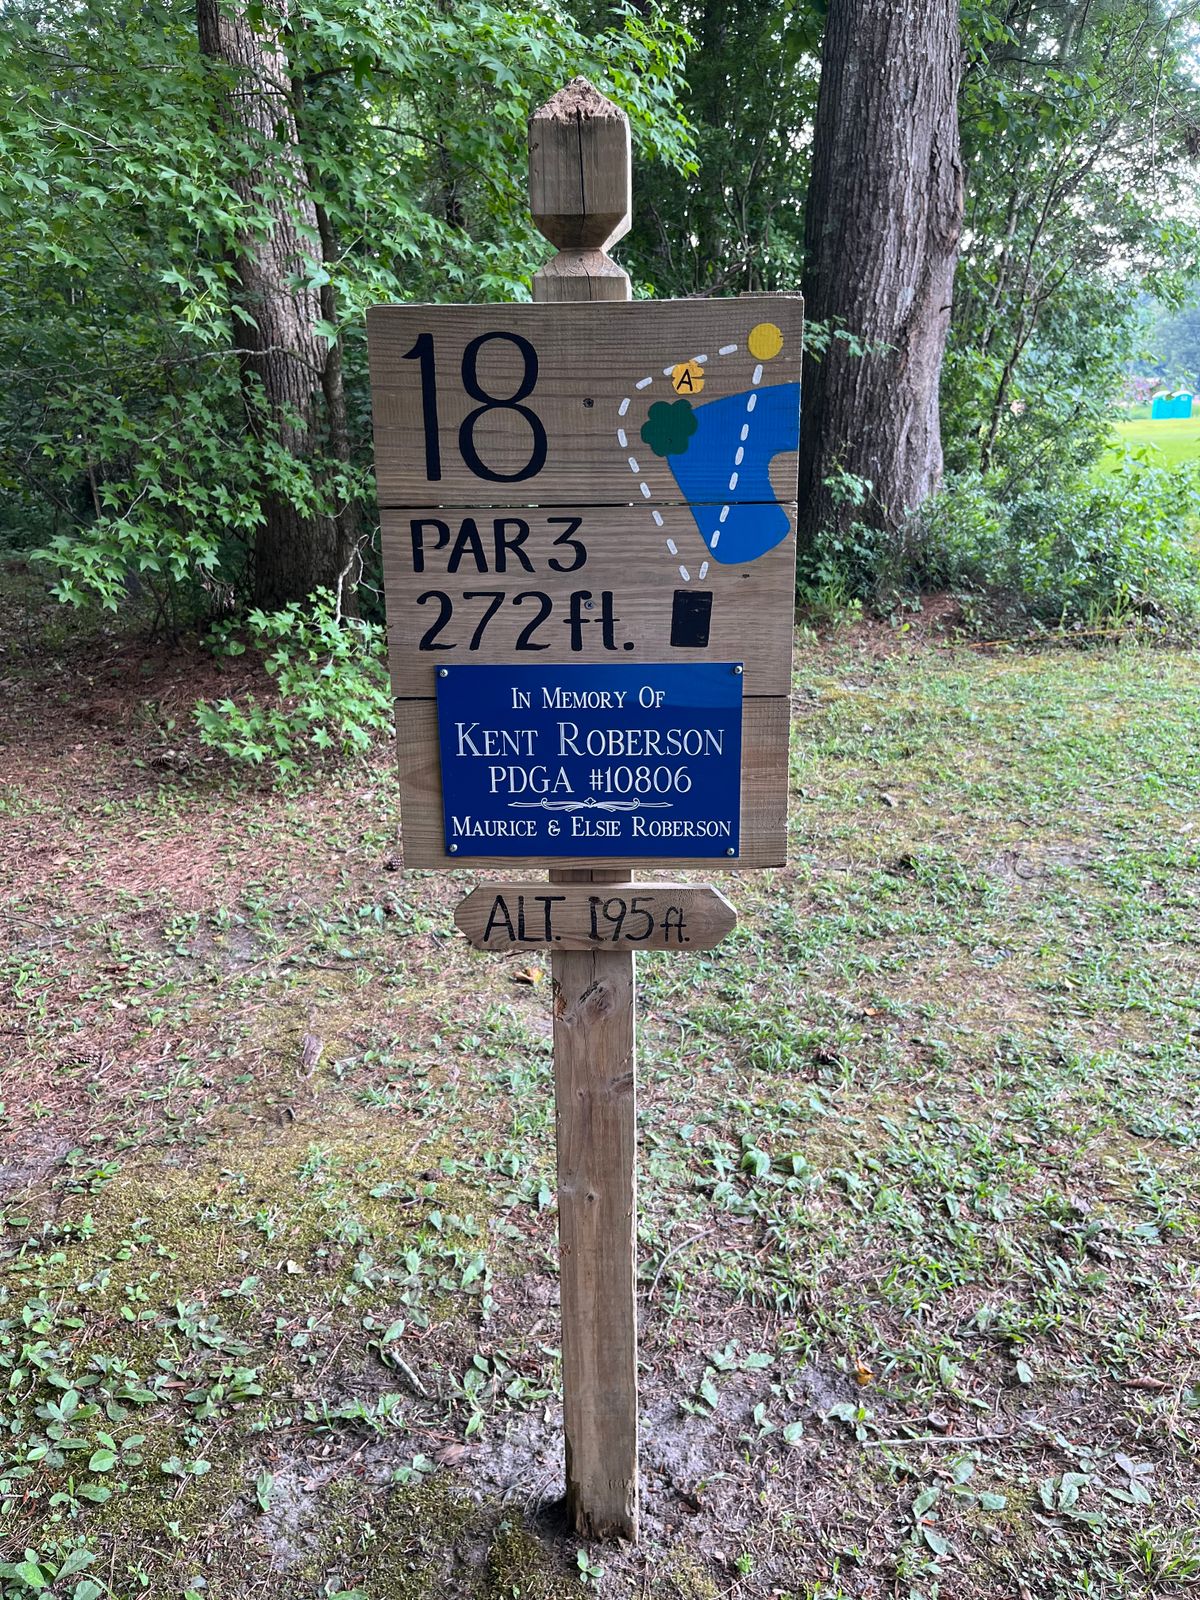 18
A
PAR 3
272 ft.
In Memory Of
Kent Roberson
PDGA #10806
Maurice & Elsie Roberson
ALT. 195 ft.